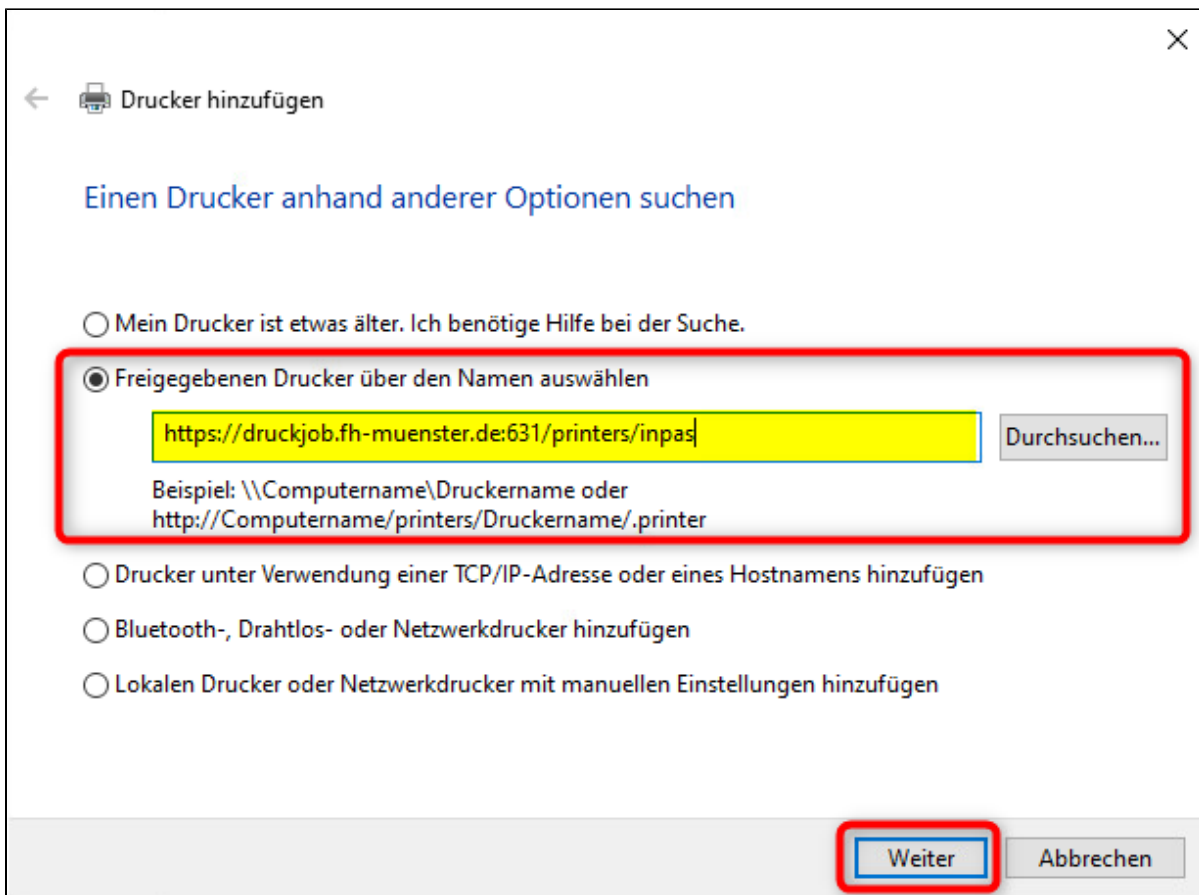 Drucker hinzufügen
Einen Drucker anhand anderer Optionen suchen
Mein Drucker ist etwas älter. Ich benötige Hilfe bei der Suche.
Freigegebenen Drucker über den Namen auswählen
https://druckjob.fh-muenster.de:631/printers/inpas
Durchsuchen...
Beispiel: \\Computername\Druckername oder
http://Computername/printers/Druckername/.printer
Drucker unter Verwendung einer TCP/IP-Adresse oder eines Hostnamens hinzufügen
Bluetooth-, Drahtlos- oder Netzwerkdrucker hinzufügen
Lokalen Drucker oder Netzwerkdrucker mit manuellen Einstellungen hinzufügen
Weiter
Abbrechen